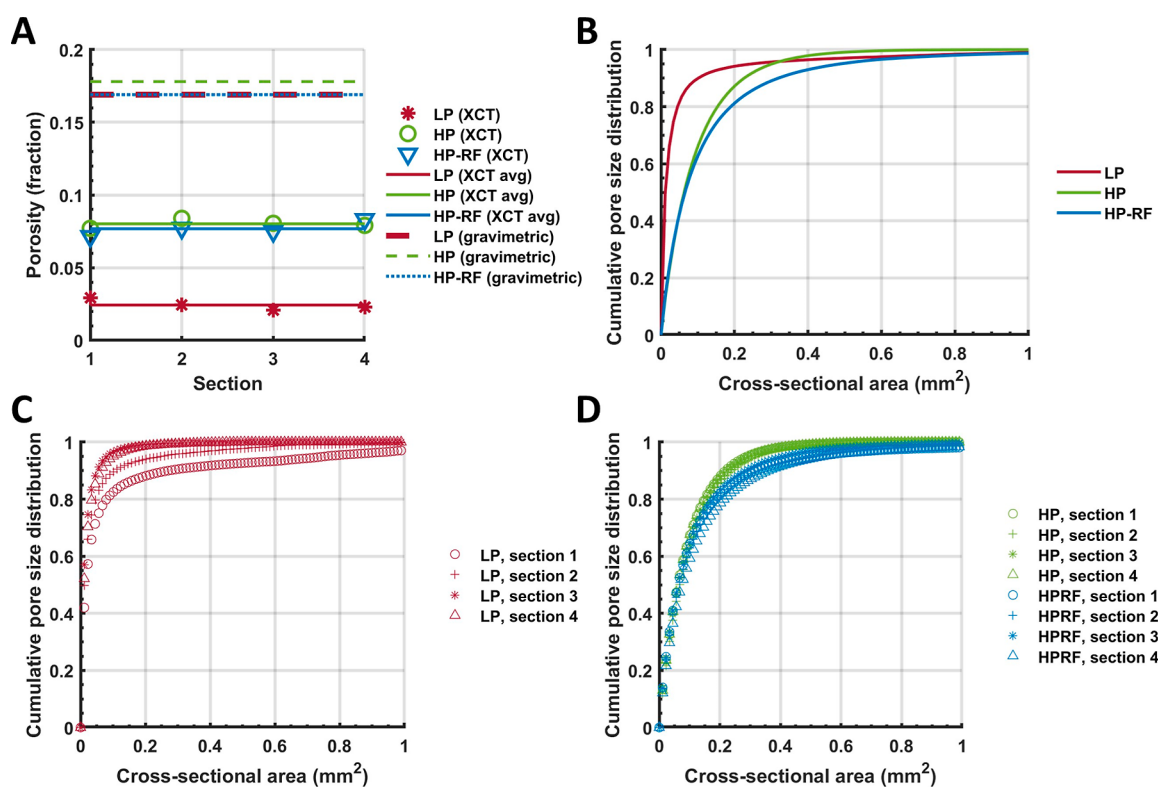 A
Porosity (fraction)
0.2
0.15
0.1
0.05
0
1
2
3
4
Section
LP (XCT)
HP (XCT)
HP-RF (XCT)
LP (XCT avg)
HP (XCT avg)
HP-RF (XCT avg)
LP (gravimetric)
HP (gravimetric)
HP-RF (gravimetric)
B
Cumulative pore size distribution
1
0.8
0.6
0.4
0.2
0
0
0.2
0.4
0.6
0.8
1
Cross-sectional area (mm²)
LP
HP
HP-RF
C
Cumulative pore size distribution
1
0.8
0.6
0.4
0.2
0
0
0.2
0.4
0.6
0.8
1
Cross-sectional area (mm²)
LP, section 1
LP, section 2
LP, section 3
LP, section 4
D
Cumulative pore size distribution
1
0.8
0.6
0.4
0.2
0
0
0.2
0.4
0.6
0.8
1
Cross-sectional area (mm²)
HP, section 1
HP, section 2
HP, section 3
HP, section 4
HPRF, section 1
HPRF, section 2
HPRF, section 3
HPRF, section 4